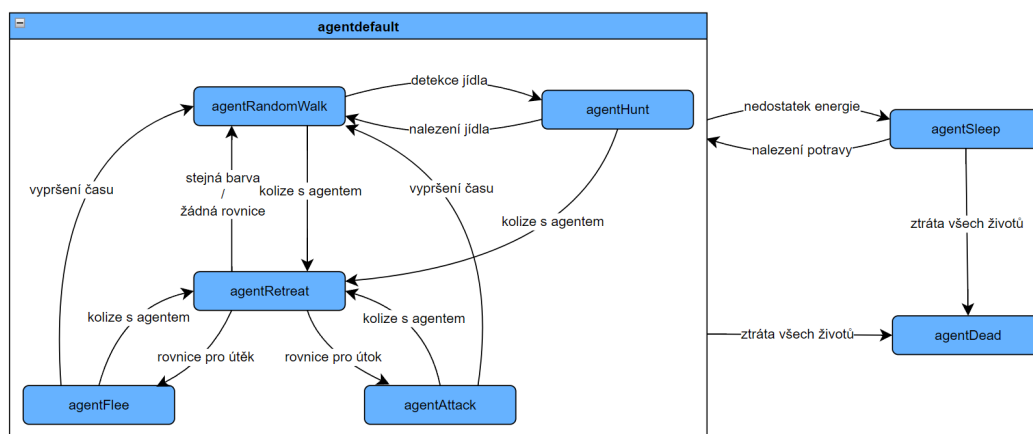 agentdefault
detekce jídla
agentRandomWalk
agentHunt
nalezení jídla
nedostatek energie
agentSleep
nalezení potravy
stejná barva
/
žádná rovnice
kolize s agentem
vypršení času
vypršení času
kolize s agentem
ztráta všech životů
agentRetreat
kolize s agentem
kolize s agentem
ztráta všech životů
agentDead
rovnice pro útěk
rovnice pro útok
agentFlee
agentAttack